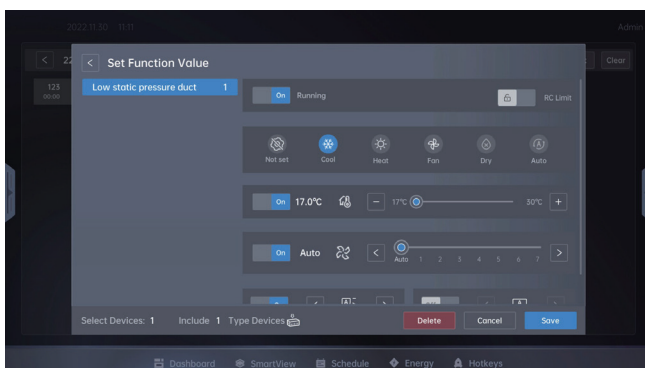 2022.11.30 11:11
Admin
< 22
Clear
123
00:00
< Set Function Value
Low static pressure duct 1
On Running
RC Limit
Not set Cool Heat Fan Dry Auto
On 17.0°C − 17°C 30°C +
On Auto < Auto 1 2 3 4 5 6 7 >
Select Devices: 1 Include 1 Type Devices
Delete Cancel Save
Dashboard SmartView Schedule Energy Hotkeys